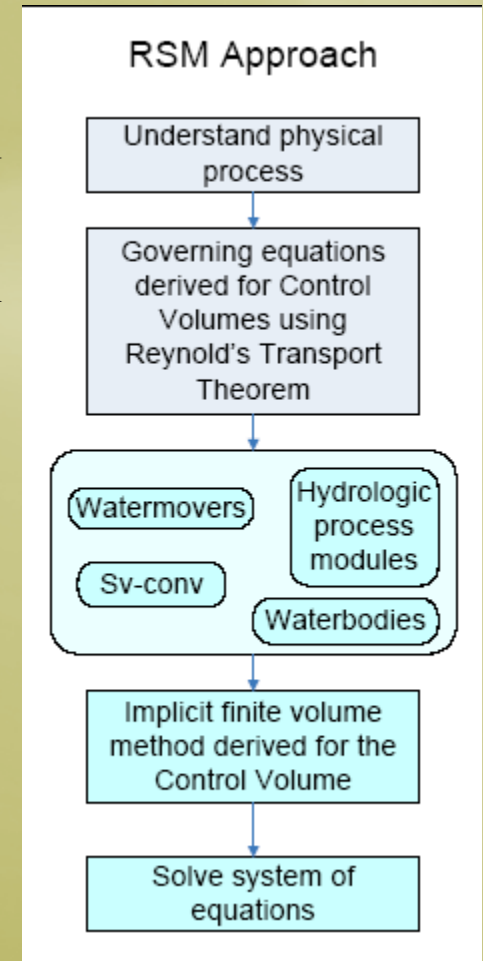 RSM Approach
Understand physical
process
Governing equations
derived for Control
Volumes using
Reynold's Transport
Theorem
Watermovers
Hydrologic
process
modules
Sv-conv
Waterbodies
Implicit finite volume
method derived for the
Control Volume
Solve system of
equations